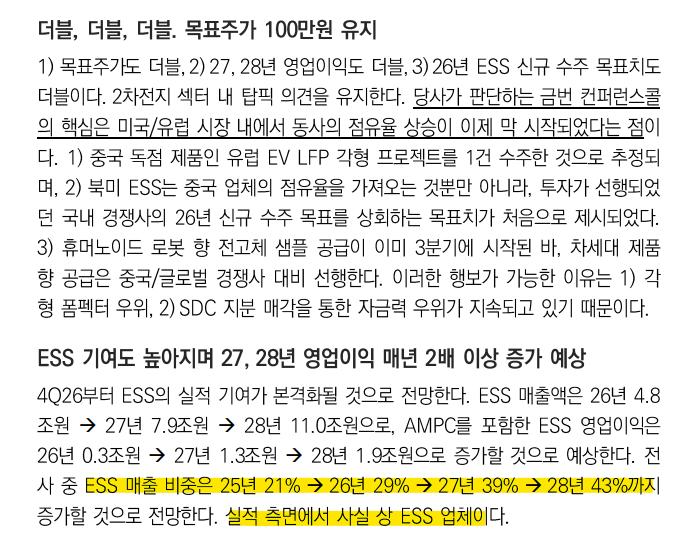 더블, 더블, 더블. 목표주가 100만원 유지
1) 목표주가도 더블, 2) 27, 28년 영업이익도 더블, 3) 26년 ESS 신규 수주 목표치도
더블이다. 2차전지 섹터 내 탑픽 의견을 유지한다. 당사가 판단하는 금번 컨퍼런스콜
의 핵심은 미국/유럽 시장 내에서 동사의 점유율 상승이 이제 막 시작되었다는 점이
다. 1) 중국 독점 제품인 유럽 EV LFP 각형 프로젝트를 1건 수주한 것으로 추정되
며, 2) 북미 ESS는 중국 업체의 점유율을 가져오는 것뿐만 아니라, 투자가 선행되었
던 국내 경쟁사의 26년 신규 수주 목표를 상회하는 목표치가 처음으로 제시되었다.
3) 휴머노이드 로봇 향 전고체 샘플 공급이 이미 3분기에 시작된 바, 차세대 제품
향 공급은 중국/글로벌 경쟁사 대비 선행한다. 이러한 행보가 가능한 이유는 1) 각
형 폼펙터 우위, 2) SDC 지분 매각을 통한 자금력 우위가 지속되고 있기 때문이다.
ESS 기여도 높아지며 27, 28년 영업이익 매년 2배 이상 증가 예상
4Q26부터 ESS의 실적 기여가 본격화될 것으로 전망한다. ESS 매출액은 26년 4.8
조원 → 27년 7.9조원 → 28년 11.0조원으로, AMPC를 포함한 ESS 영업이익은
26년 0.3조원 → 27년 1.3조원 → 28년 1.9조원으로 증가할 것으로 예상한다. 전
사 중 ESS 매출 비중은 25년 21% → 26년 29% → 27년 39% → 28년 43%까지
증가할 것으로 전망한다. 실적 측면에서 사실 상 ESS 업체이다.